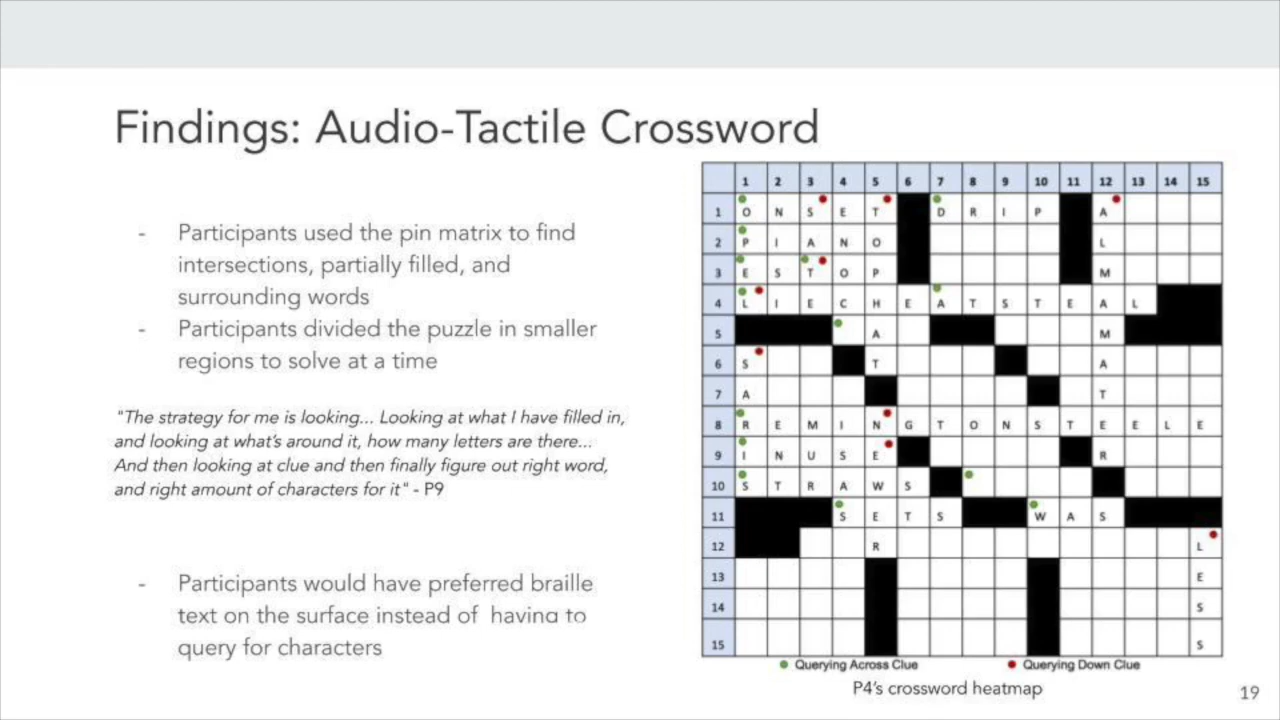 Findings: Audio-Tactile Crossword
- Participants used the pin matrix to find
intersections, partially filled, and
surrounding words
- Participants divided the puzzle in smaller
regions to solve at a time
"The strategy for me is looking... Looking at what I have filled in,
and looking at what's around it, how many letters are there...
And then looking at clue and then finally figure out right word,
and right amount of characters for it" - P9
- Participants would have preferred braille
text on the surface instead of having to
query for characters
1 2 3 4 5 6 7 8 9 10 11 12 13 14 15
1 O N S E T D R I P A
2 P I A N O L
3 E S T O P M
4 L I E C H E A T S T E A L
5 A M
6 S T A
7 A T
8 R E M I N G T O N S T E E L E
9 I N U S E R
10 S T R A W S
11 S E T S W A S
12 R L
13 E
14 S
15 S
Querying Across Clue Querying Down Clue
P4's crossword heatmap
19